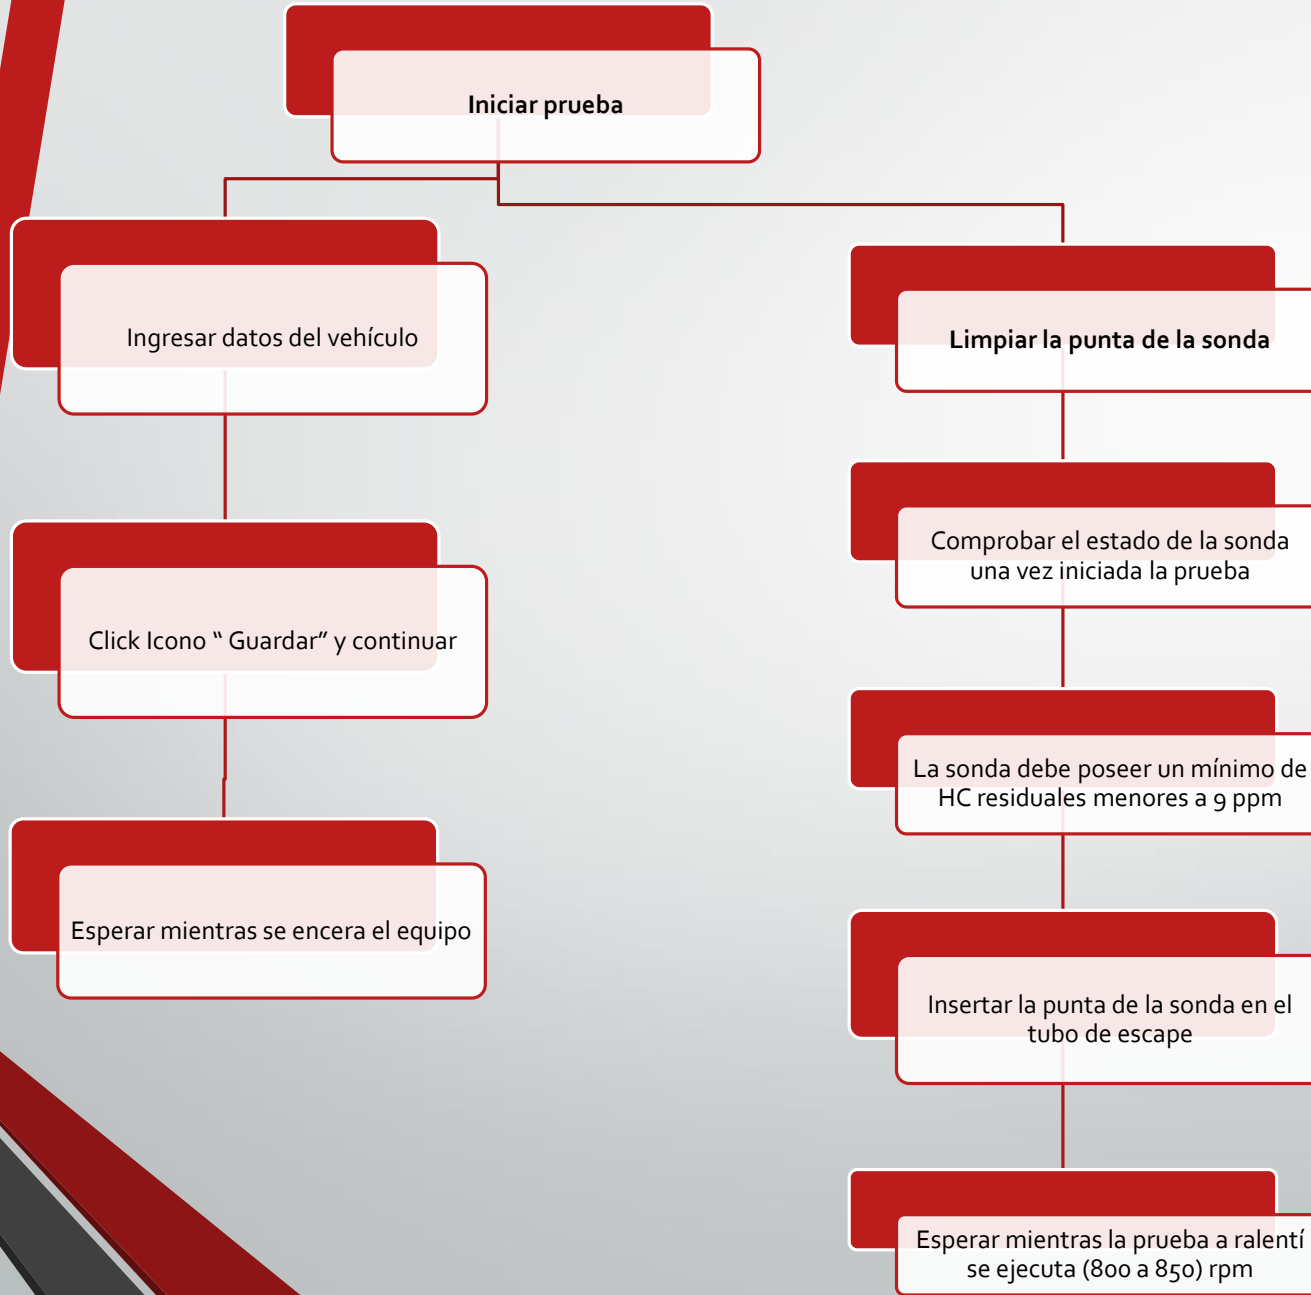 Iniciar prueba
Ingresar datos del vehículo
Click Icono “ Guardar” y continuar
Esperar mientras se encera el equipo
Limpiar la punta de la sonda
Comprobar el estado de la sonda
una vez iniciada la prueba
La sonda debe poseer un mínimo de
HC residuales menores a 9 ppm
Insertar la punta de la sonda en el
tubo de escape
Esperar mientras la prueba a ralentí
se ejecuta (800 a 850) rpm